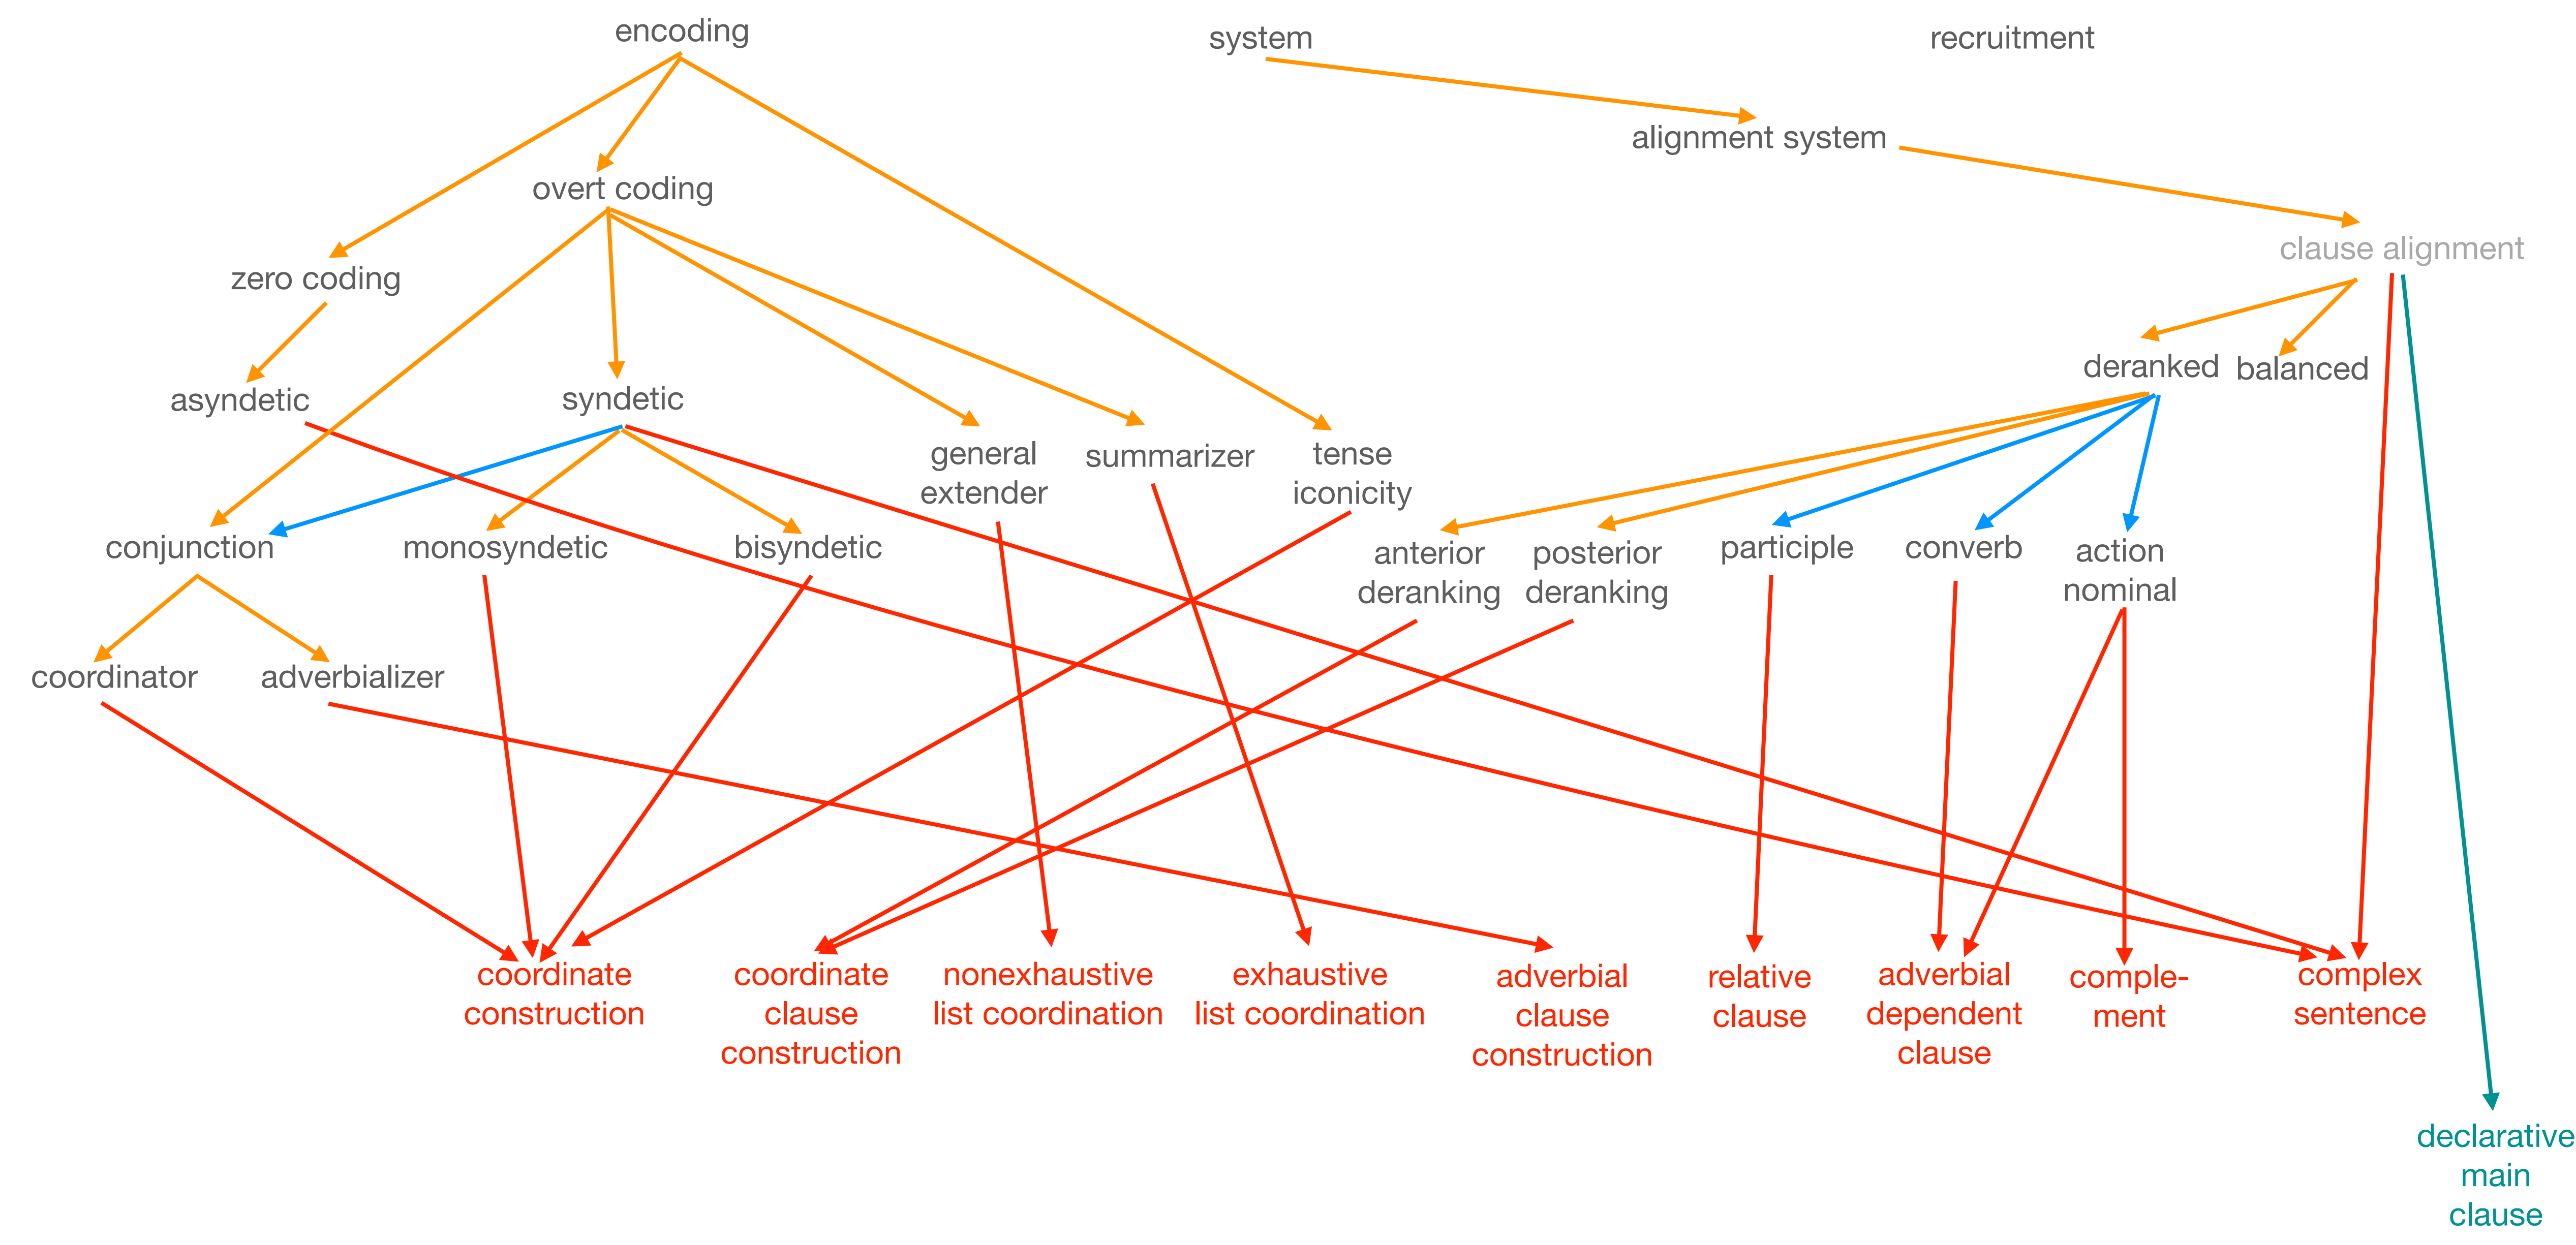 encoding
system
recruitment
alignment system
overt coding
clause alignment
zero coding
deranked
balanced
asyndetic
syndetic
general
extender
summarizer
tense
iconicity
conjunction
monosyndetic
bisyndetic
anterior
deranking
posterior
deranking
participle
converb
action
nominal
coordinator
adverbializer
coordinate
construction
coordinate
clause
construction
nonexhaustive
list coordination
exhaustive
list coordination
adverbial
clause
construction
relative
clause
adverbial
dependent
clause
comple-
ment
complex
sentence
declarative
main
clause